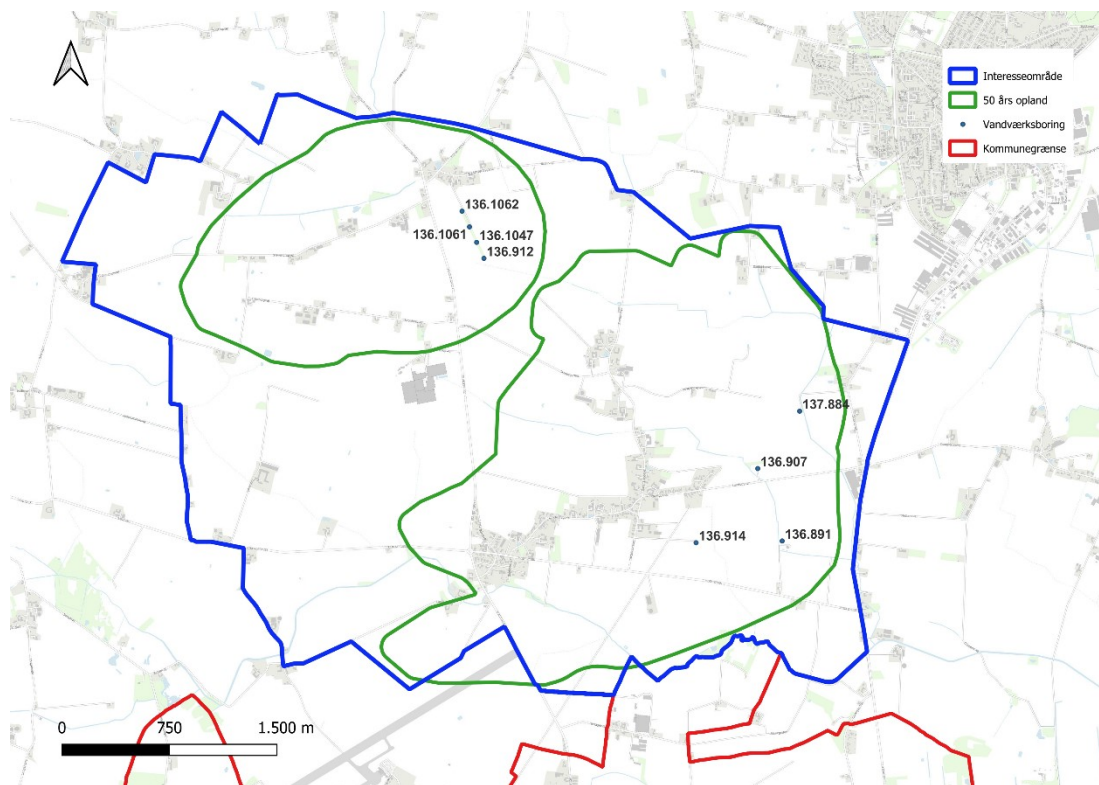 Interesseområde
50 års opland
Vandværksboring
Kommunegrænse
136.1062
136.1061
136.1047
136.912
137.884
136.907
136.914
136.891
0 750 1.500 m